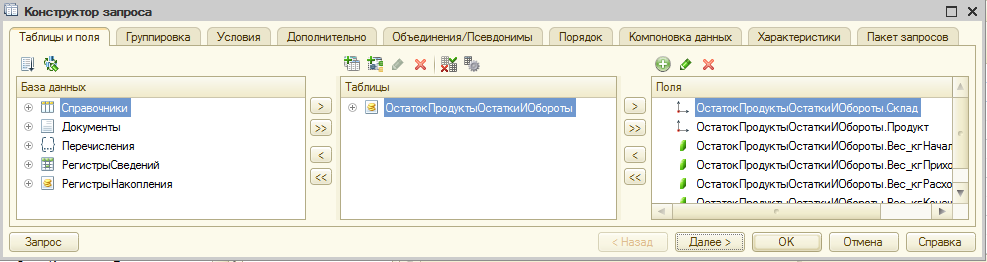 Конструктор запроса
Таблицы и поля
Группировка
Условия
Дополнительно
Объединения/Псевдонимы
Порядок
Компоновка данных
Характеристики
Пакет запросов
База данных
Справочники
Документы
Перечисления
РегистрыСведений
РегистрыНакопления
>
>>
<
<<
Таблицы
ОстатокПродуктыОстаткиИОбороты
>
>>
<
<<
Поля
ОстатокПродуктыОстаткиИОбороты.Склад
ОстатокПродуктыОстаткиИОбороты.Продукт
ОстатокПродуктыОстаткиИОбороты.Вес_кгНачал
ОстатокПродуктыОстаткиИОбороты.Вес_кгПрихо
ОстатокПродуктыОстаткиИОбороты.Вес_кгРасхо
ОстатокПродуктыОстаткиИОбороты.Вес_кгКонеч
Запрос
< Назад
Далее >
OK
Отмена
Справка